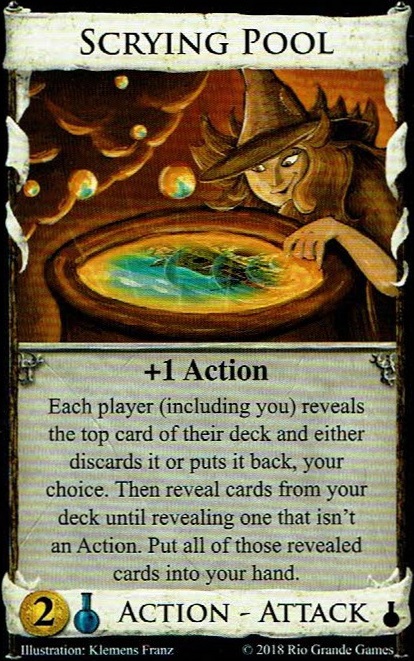 SCRYING POOL
+1 Action
Each player (including you) reveals
the top card of their deck and either
discards it or puts it back, your
choice. Then reveal cards from your
deck until revealing one that isn't
an Action. Put all of those revealed
cards into your hand.
2 ACTION - ATTACK
Illustration: Klemens Franz © 2018 Rio Grande Games